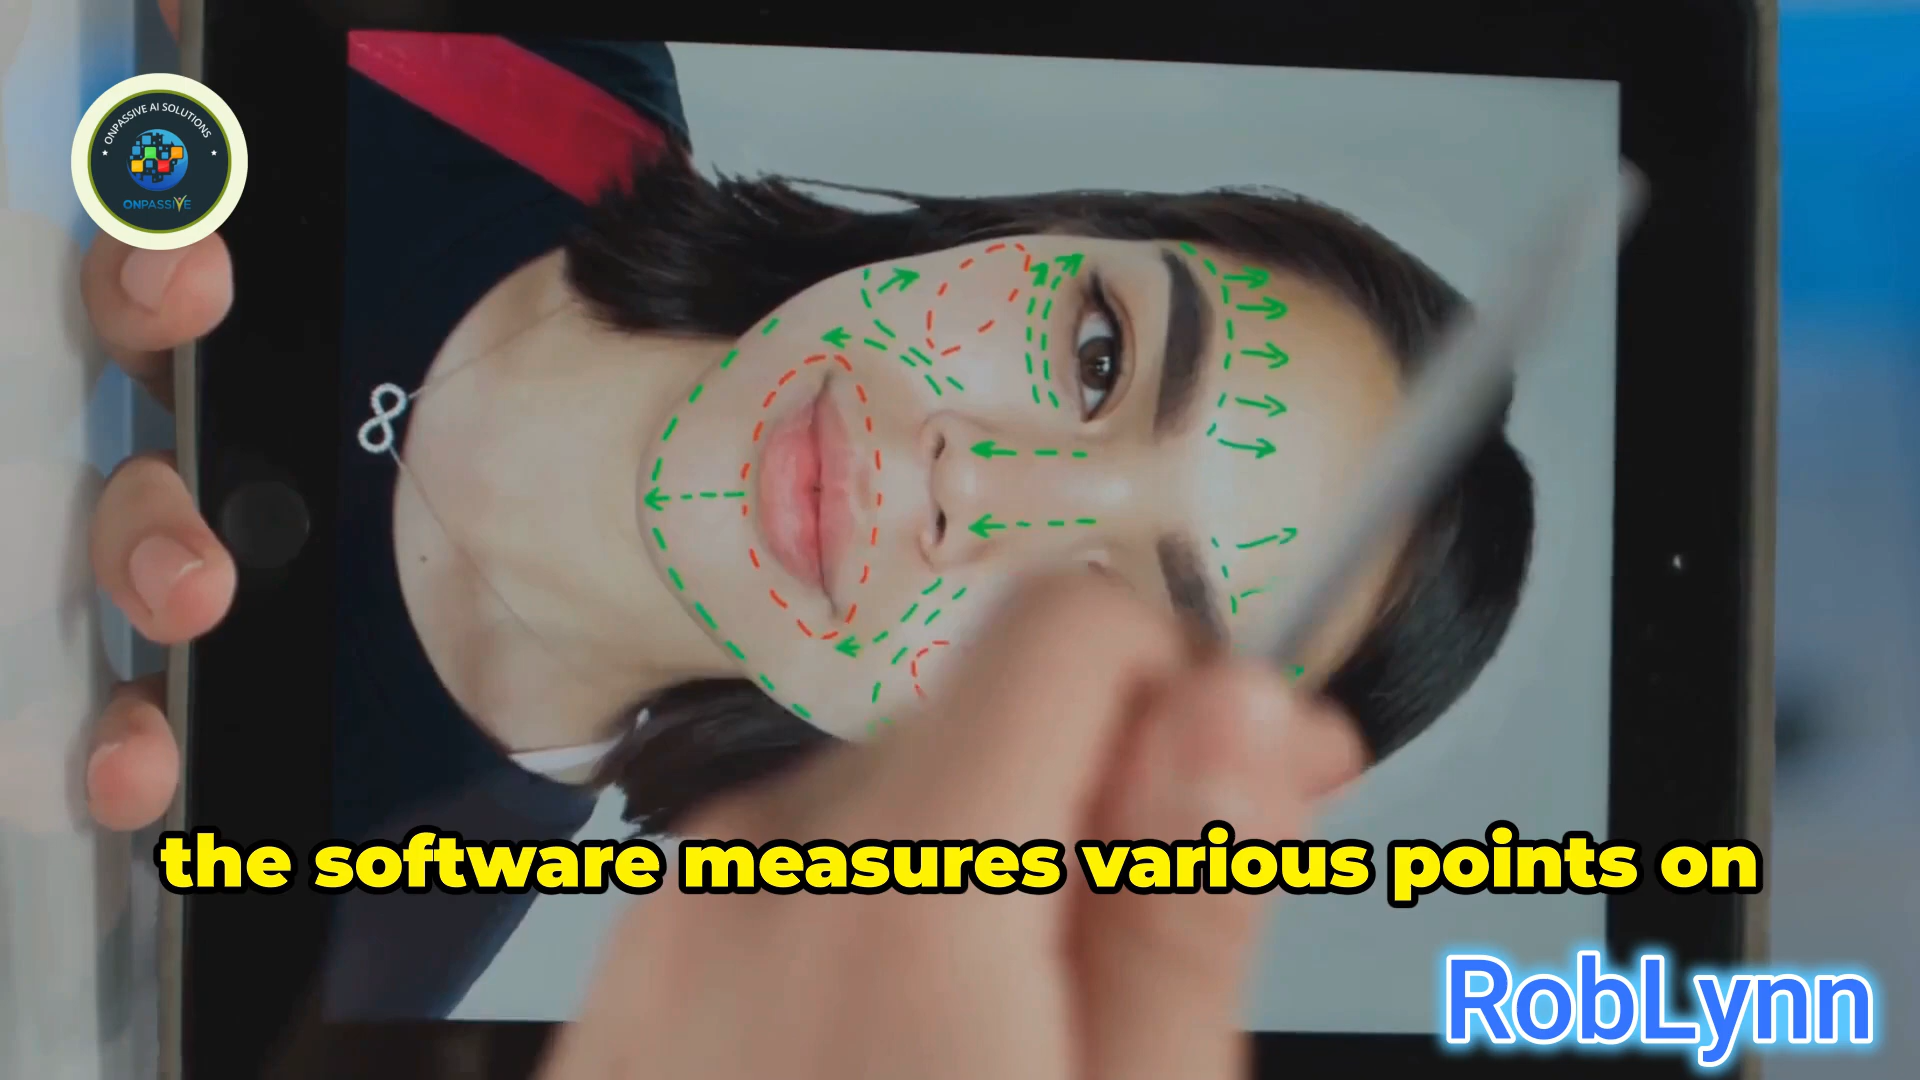 ONPASSIVE AI SOLUTIONS
ONPASSIVE
the software measures various points on
RobLynn